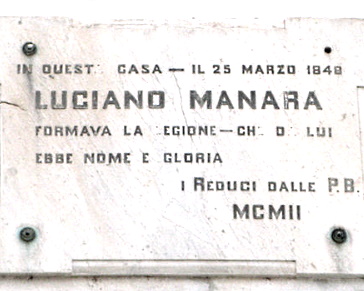 IN QUEST. CASA — IL 25 MARZO 1848
LUCIANO MANARA
FORMAVA LA EGIONE — CH. D. LUI
EBBE NOME E GLORIA
I REDUCI DALLE P.B.
MCMII